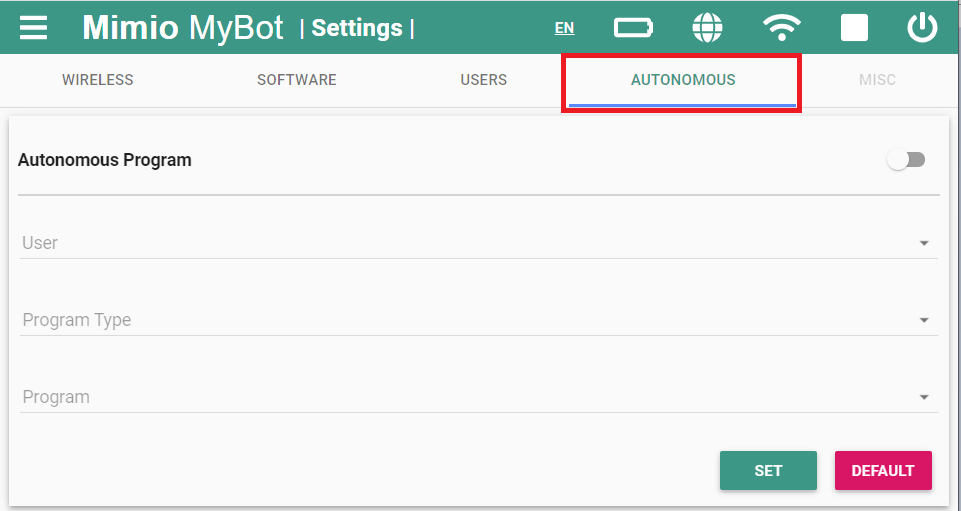 Mimio MyBot | Settings | EN
WIRELESS SOFTWARE USERS AUTONOMOUS MISC
Autonomous Program
User
Program Type
Program
SET DEFAULT